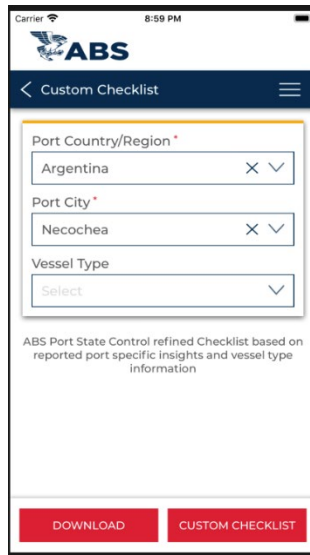 Carrier 8:59 PM
ABS
Custom Checklist
Port Country/Region *
Argentina
Port City *
Necochea
Vessel Type
Select
ABS Port State Control refined Checklist based on
reported port specific insights and vessel type
information
DOWNLOAD CUSTOM CHECKLIST